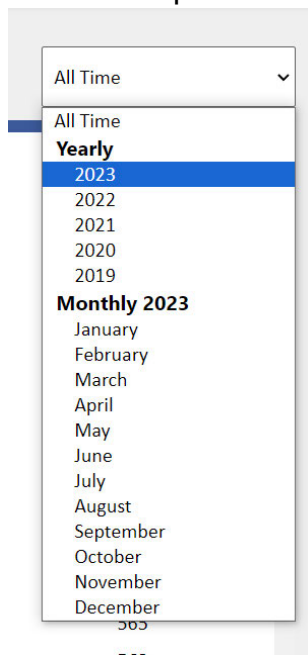 All Time
All Time
Yearly
2023
2022
2021
2020
2019
Monthly 2023
January
February
March
April
May
June
July
August
September
October
November
December
565